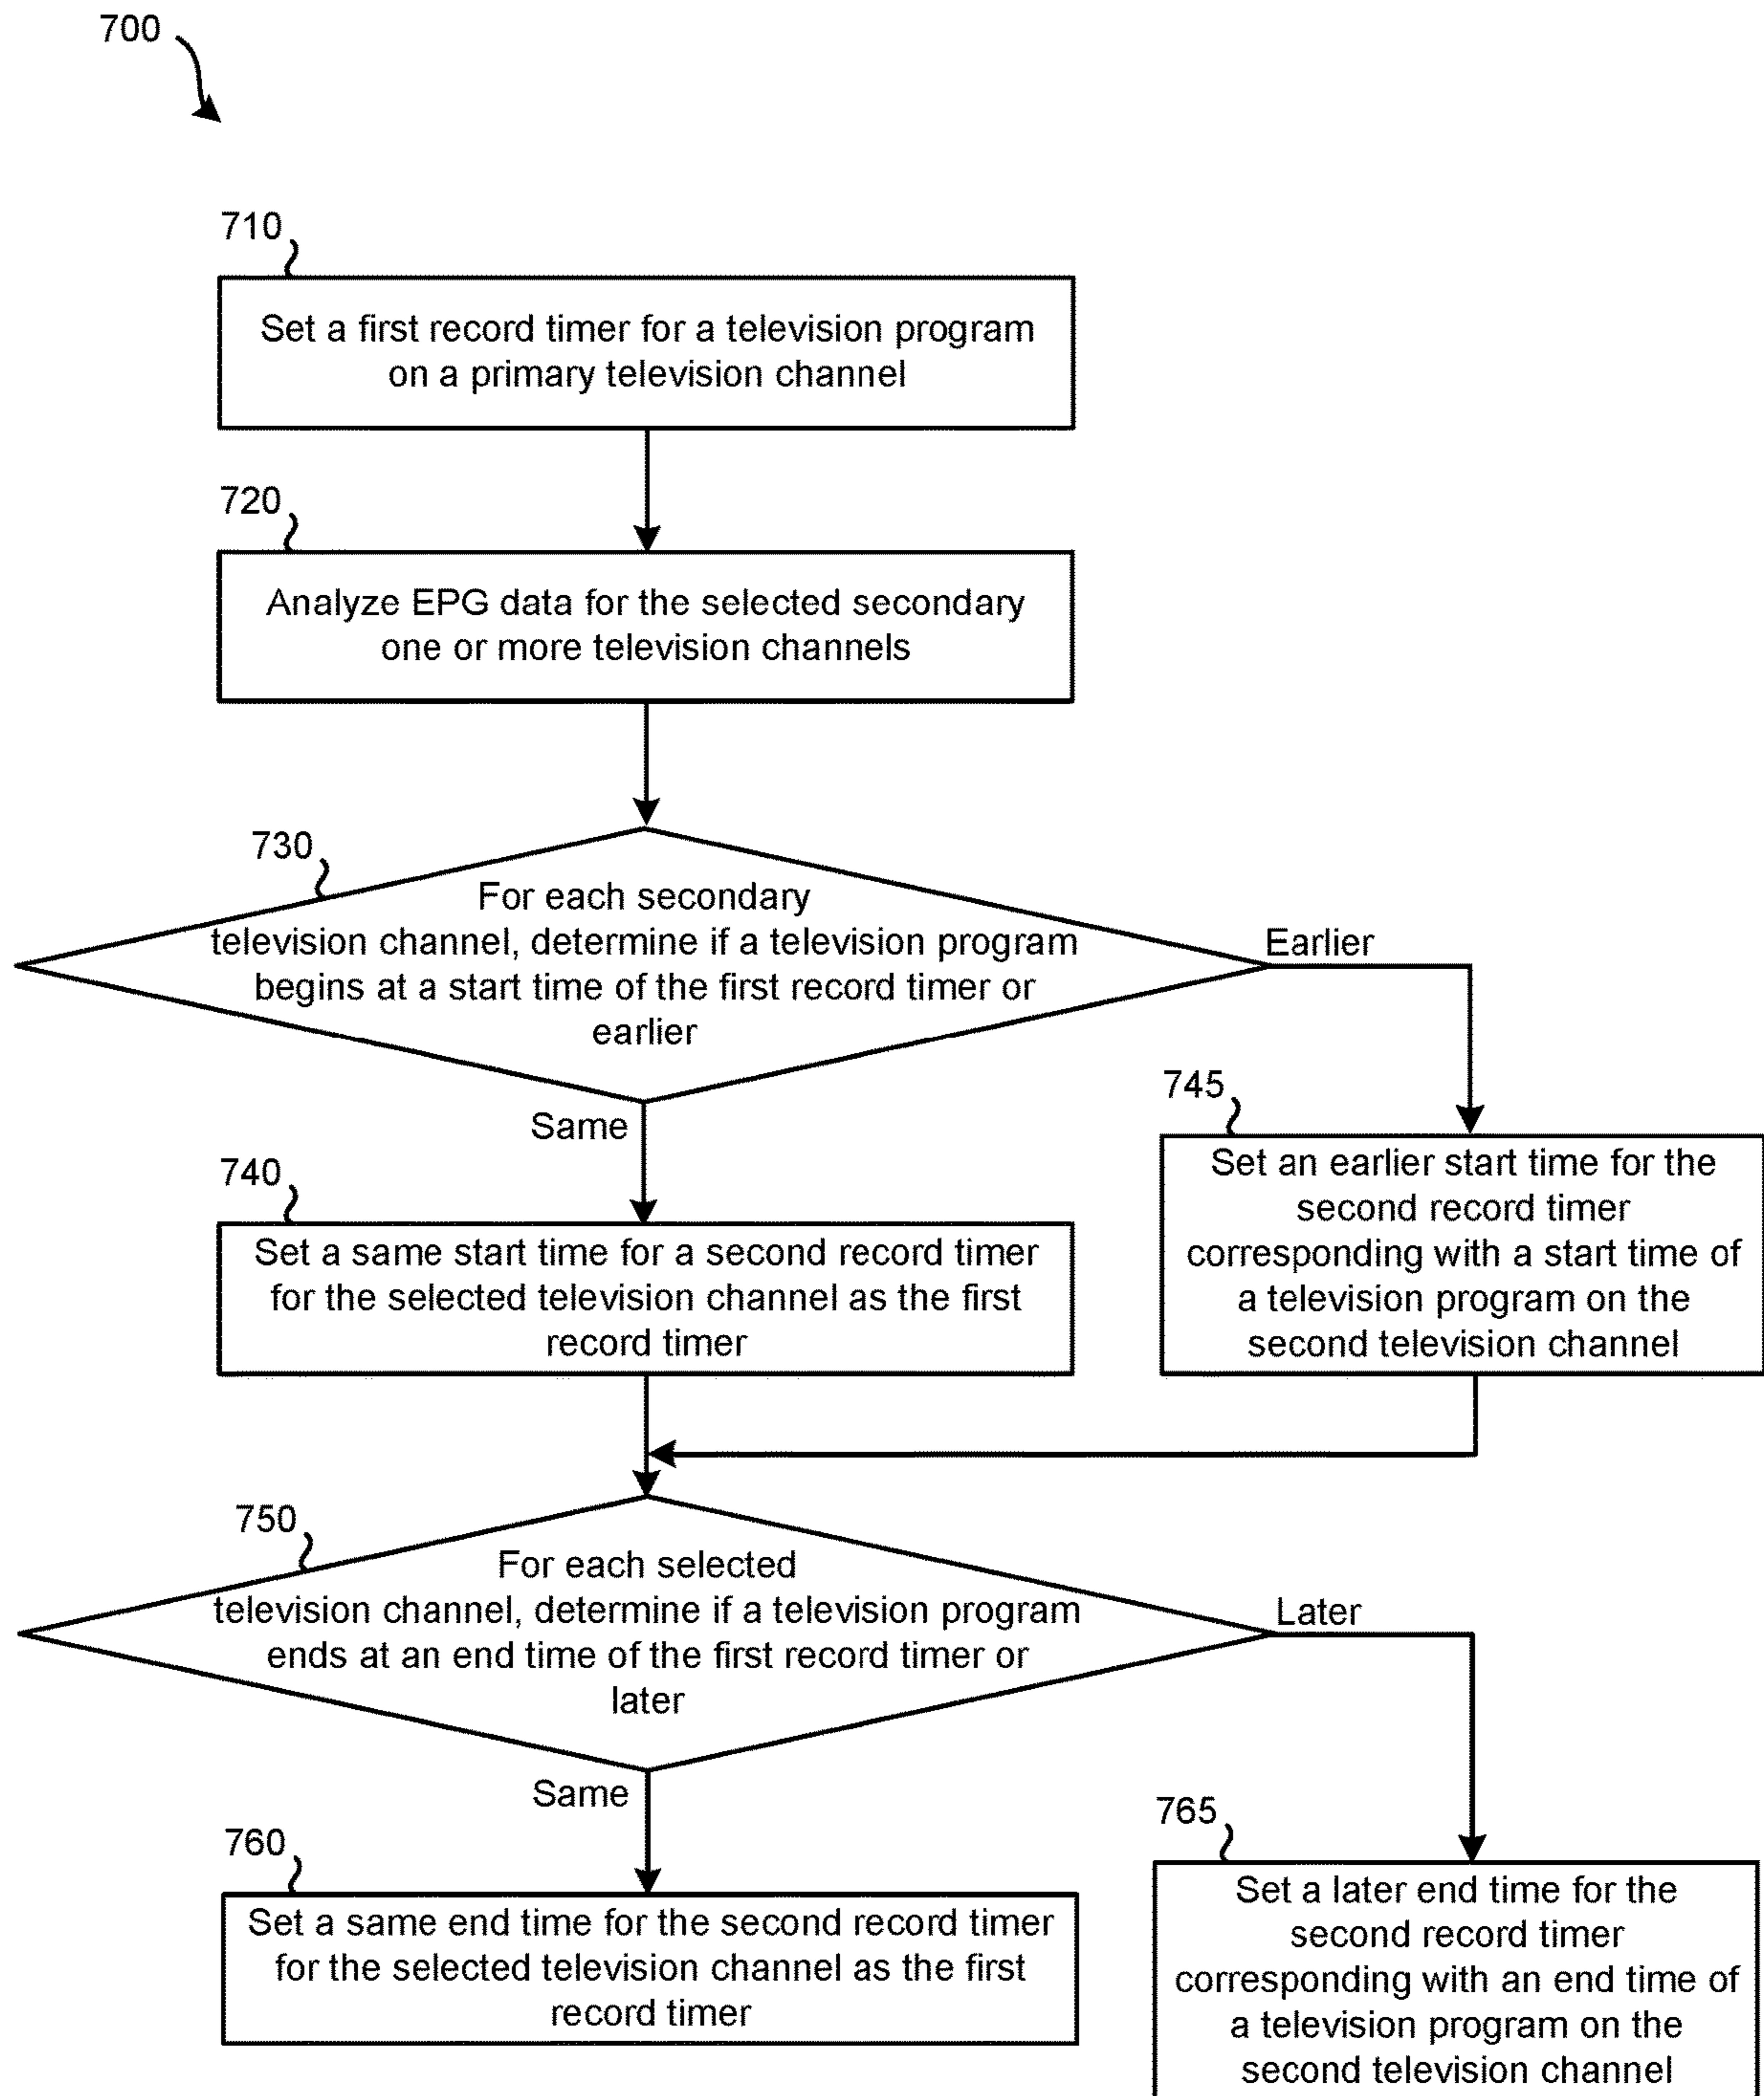 700
710
Set a first record timer for a television program
on a primary television channel
720
Analyze EPG data for the selected secondary
one or more television channels
730
For each secondary
television channel, determine if a television program
begins at a start time of the first record timer or
earlier
Earlier
Same
745
Set an earlier start time for the
second record timer
corresponding with a start time of
a television program on the
second television channel
740
Set a same start time for a second record timer
for the selected television channel as the first
record timer
750
For each selected
television channel, determine if a television program
ends at an end time of the first record timer or
later
Later
Same
760
Set a same end time for the second record timer
for the selected television channel as the first
record timer
765
Set a later end time for the
second record timer
corresponding with an end time of
a television program on the
second television channel